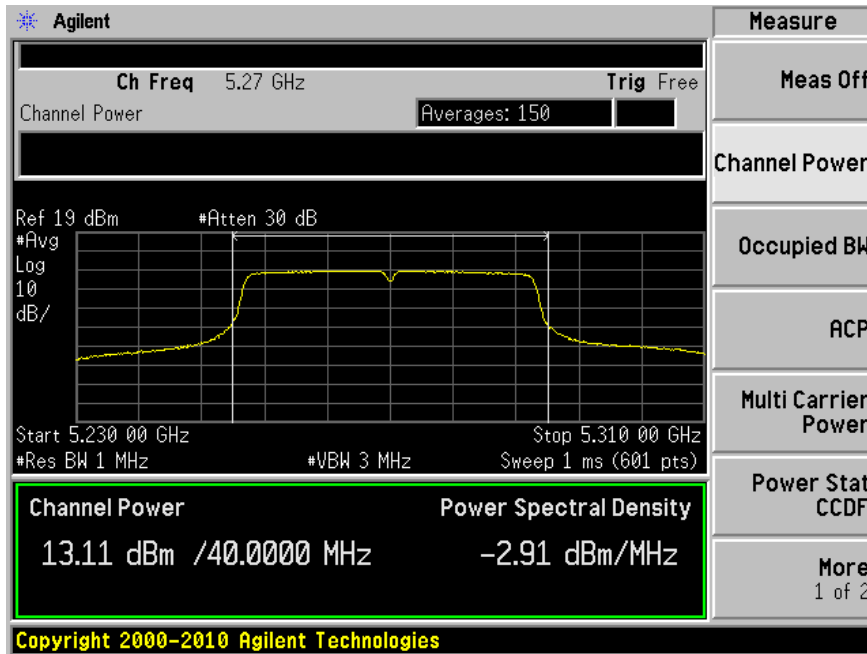 Agilent
Measure
Ch Freq 5.27 GHz Trig Free
Channel Power Averages: 150
Ref 19 dBm #Atten 30 dB
#Avg
Log
10
dB/
Start 5.230 00 GHz Stop 5.310 00 GHz
#Res BW 1 MHz #VBW 3 MHz Sweep 1 ms (601 pts)
Channel Power Power Spectral Density
13.11 dBm /40.0000 MHz -2.91 dBm/MHz
Meas Off
Channel Power
Occupied BW
ACP
Multi Carrier
Power
Power Stat
CCDF
More
1 of 2
Copyright 2000-2010 Agilent Technologies